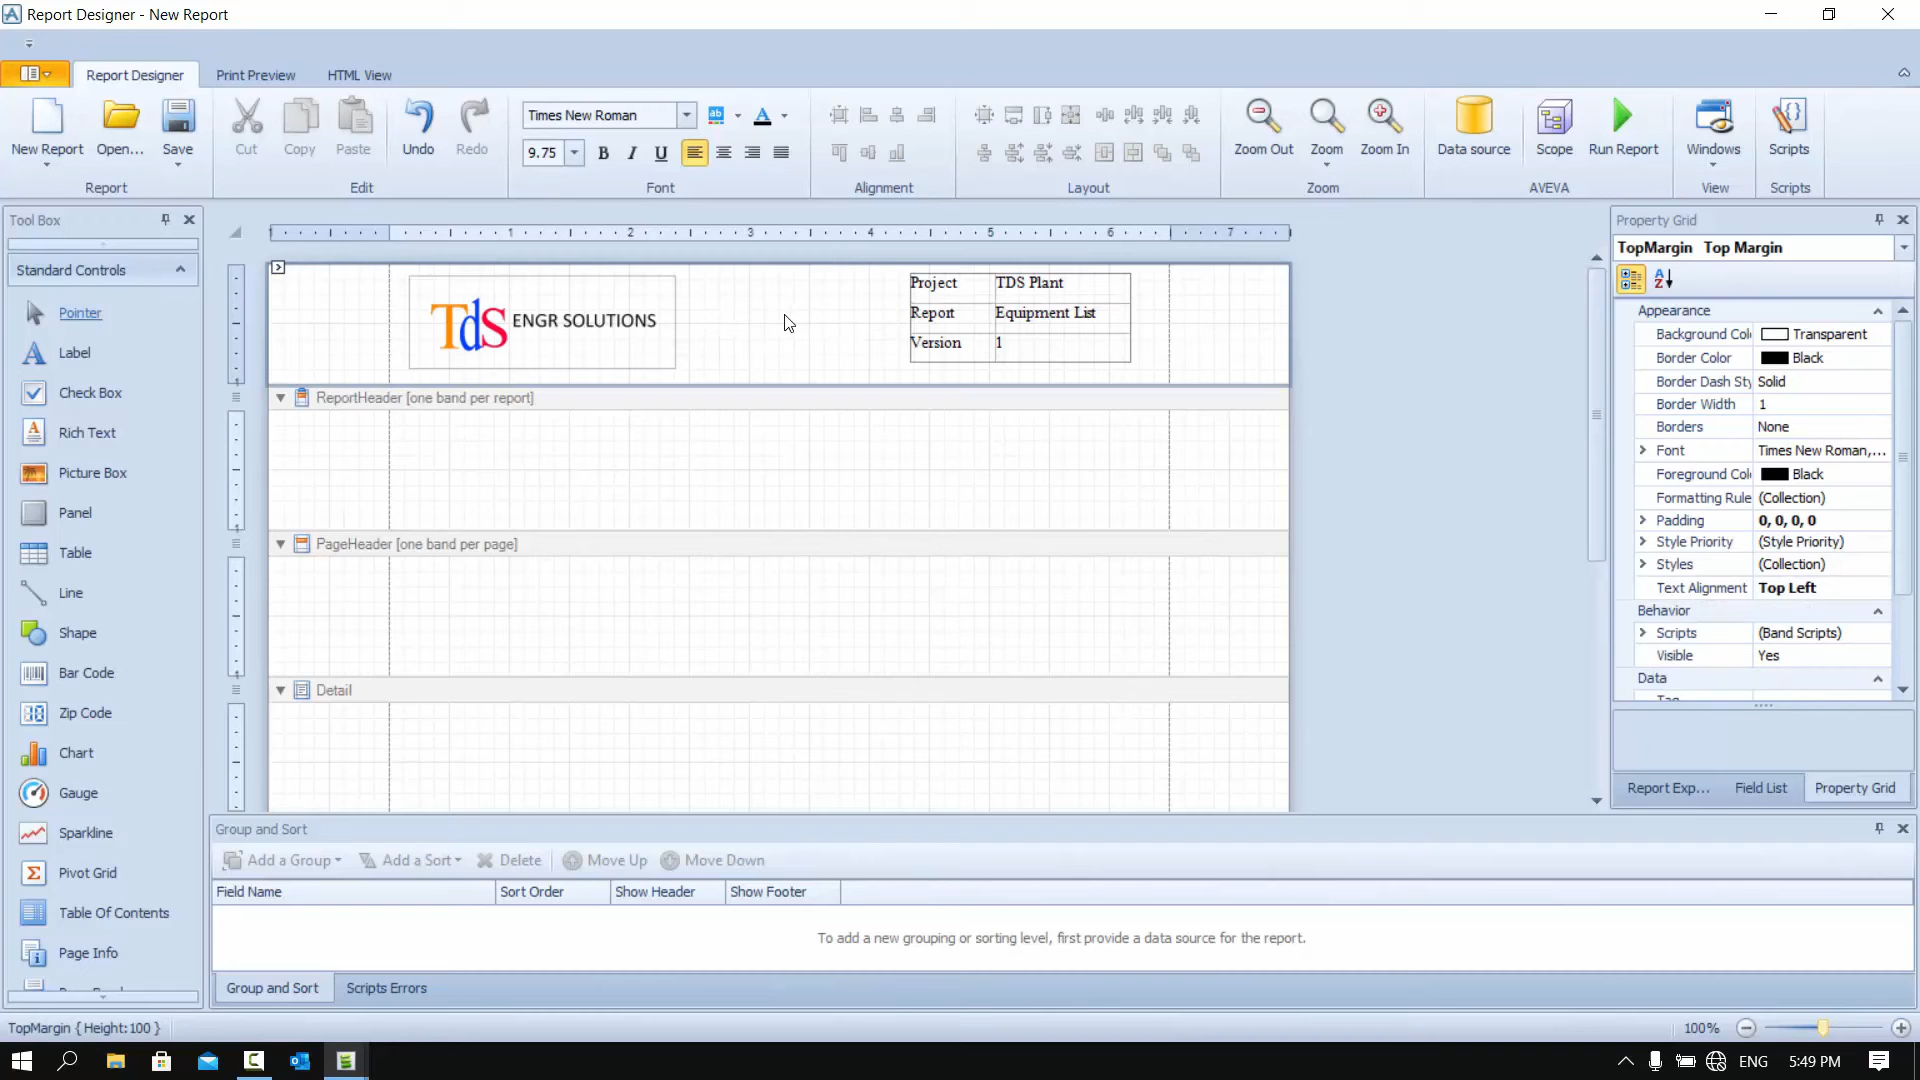 Report Designer - New Report
Report Designer
Print Preview
HTML View
New Report
Open...
Save
Cut
Copy
Paste
Undo
Redo
Times New Roman
9.75
B
I
U
Zoom Out
Zoom
Zoom In
Data source
Scope
Run Report
Windows
Scripts
Report
Edit
Font
Alignment
Layout
Zoom
AVEVA
View
Scripts
Tool Box
Standard Controls
Pointer
Label
Check Box
Rich Text
Picture Box
Panel
Table
Line
Shape
Bar Code
Zip Code
Chart
Gauge
Sparkline
Pivot Grid
Table Of Contents
Page Info
1 2 3 4 5 6 7
TdS ENGR SOLUTIONS
Project TDS Plant
Report Equipment List
Version 1
ReportHeader [one band per report]
PageHeader [one band per page]
Detail
Group and Sort
Add a Group
Add a Sort
Delete
Move Up
Move Down
Field Name
Sort Order
Show Header
Show Footer
To add a new grouping or sorting level, first provide a data source for the report.
Group and Sort
Scripts Errors
Property Grid
TopMargin Top Margin
Appearance
Background Col Transparent
Border Color Black
Border Dash Sty Solid
Border Width 1
Borders None
Font Times New Roman,...
Foreground Col Black
Formatting Rule (Collection)
Padding 0, 0, 0, 0
Style Priority (Style Priority)
Styles (Collection)
Text Alignment Top Left
Behavior
Scripts (Band Scripts)
Visible Yes
Data
Report Exp...
Field List
Property Grid
TopMargin { Height:100 }
100%
ENG
5:49 PM